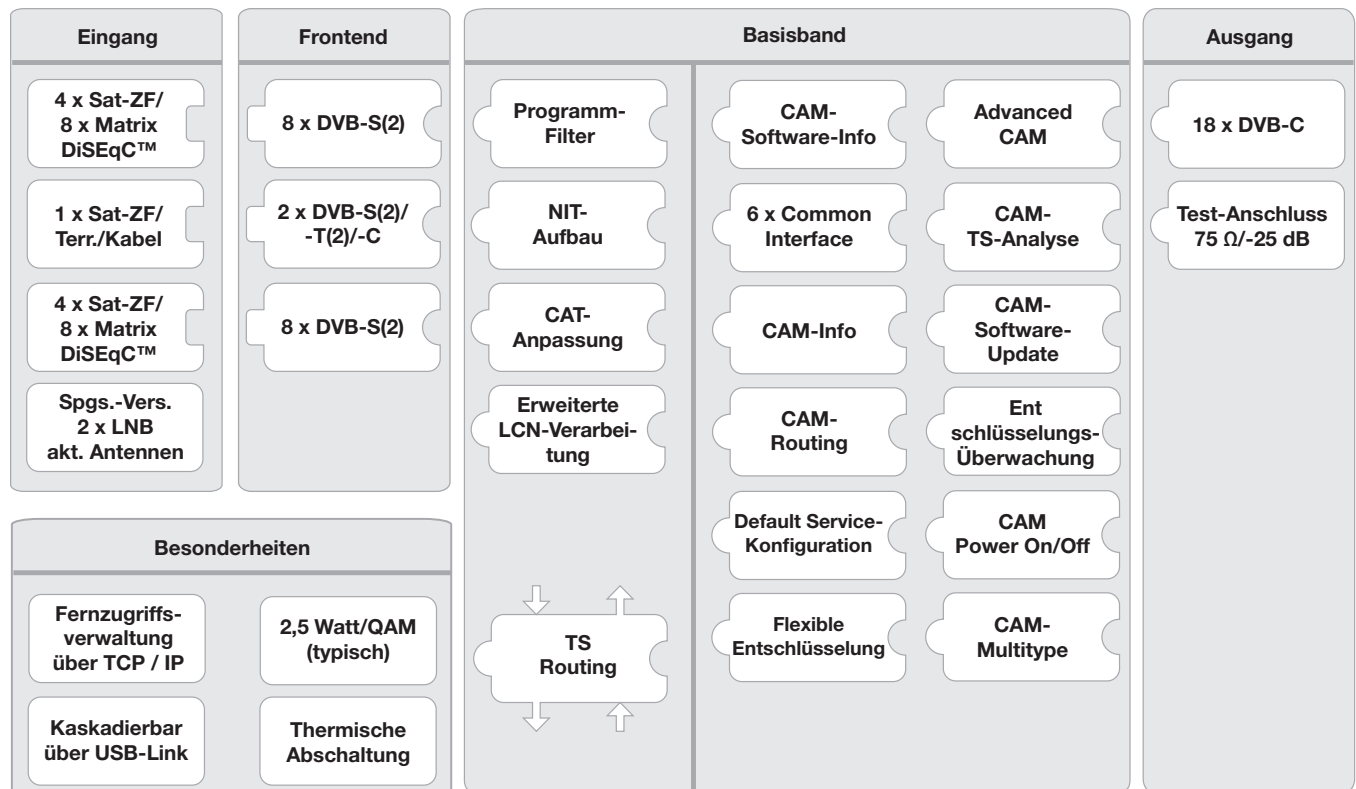 Eingang
4 x Sat-ZF/
8 x Matrix
DiSEqC™
1 x Sat-ZF/
Terr./Kabel
4 x Sat-ZF/
8 x Matrix
DiSEqC™
Spgs.-Vers.
2 x LNB
akt. Antennen
Frontend
8 x DVB-S(2)
2 x DVB-S(2)/
-T(2)/-C
8 x DVB-S(2)
Basisband
Programm-
Filter
NIT-
Aufbau
CAT-
Anpassung
Erweiterte
LCN-Verarbei-
tung
TS
Routing
CAM-
Software-Info
6 x Common
Interface
CAM-Info
CAM-
Routing
Default Service-
Konfiguration
Flexible
Entschlüsselung
Advanced
CAM
CAM-
TS-Analyse
CAM-
Software-
Update
Ent
schlüsselungs-
Überwachung
CAM
Power On/Off
CAM-
Multitype
Ausgang
18 x DVB-C
Test-Anschluss
75 Ω/-25 dB
Besonderheiten
Fernzugriffs-
verwaltung
über TCP / IP
2,5 Watt/QAM
(typisch)
Kaskadierbar
über USB-Link
Thermische
Abschaltung